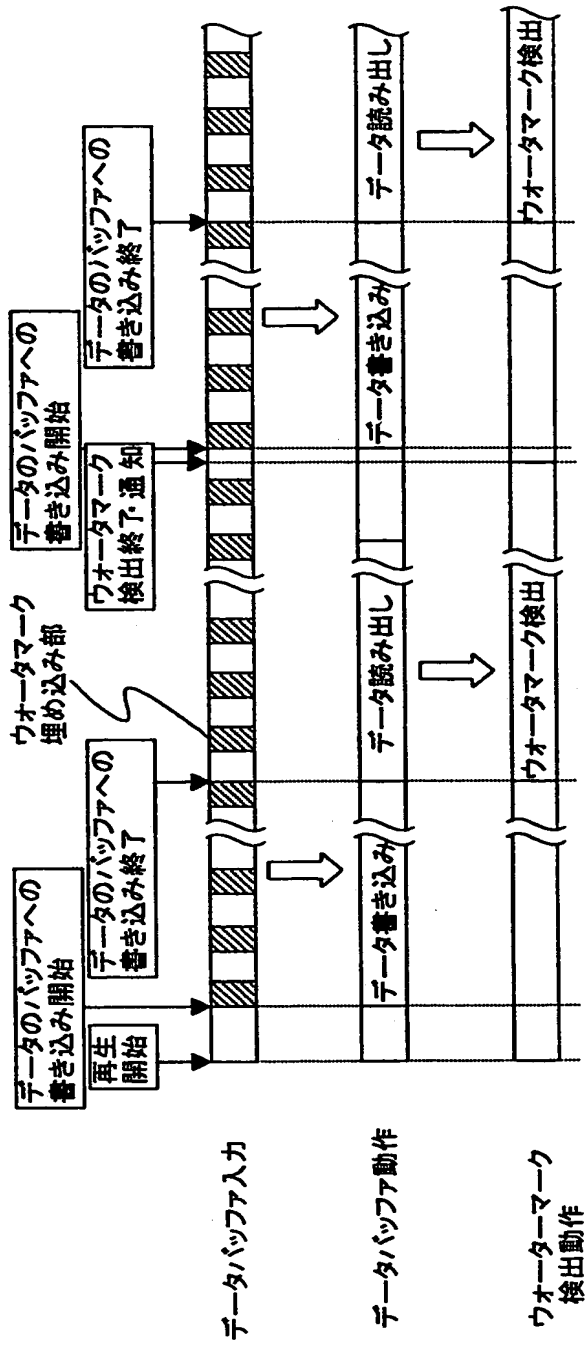 データのバッファへの
書き込み開始
再生
開始
データのバッファへの
書き込み終了
ウォータマーク
埋め込み部
データのバッファへの
書き込み開始
ウォータマーク
検出終了・通知
データのバッファへの
書き込み終了
データバッファ入力
データバッファ動作
データ書き込み
データ読み出し
データ書き込み
データ読み出し
ウォーターマーク
検出動作
ウォータマーク検出
ウォータマーク検出